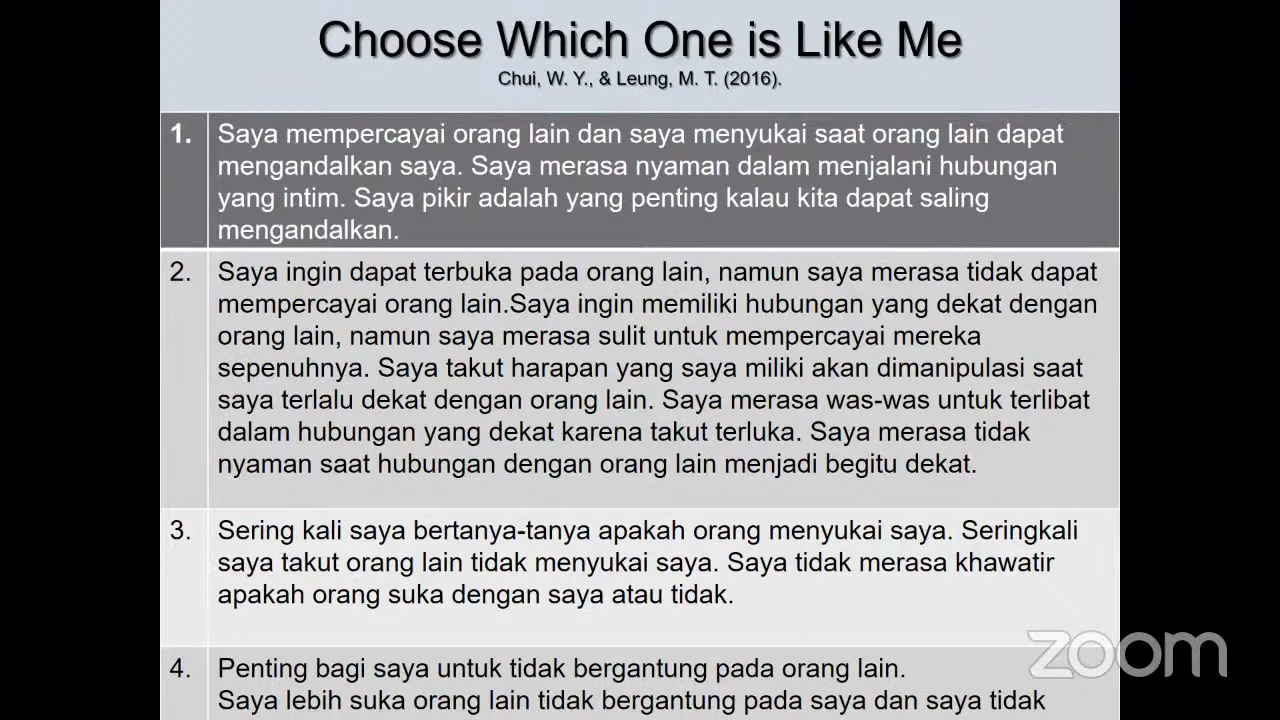 Choose Which One is Like Me
Chui, W. Y., & Leung, M. T. (2016).
1. Saya mempercayai orang lain dan saya menyukai saat orang lain dapat
mengandalkan saya. Saya merasa nyaman dalam menjalani hubungan
yang intim. Saya pikir adalah yang penting kalau kita dapat saling
mengandalkan.
2. Saya ingin dapat terbuka pada orang lain, namun saya merasa tidak dapat
mempercayai orang lain.Saya ingin memiliki hubungan yang dekat dengan
orang lain, namun saya merasa sulit untuk mempercayai mereka
sepenuhnya. Saya takut harapan yang saya miliki akan dimanipulasi saat
saya terlalu dekat dengan orang lain. Saya merasa was-was untuk terlibat
dalam hubungan yang dekat karena takut terluka. Saya merasa tidak
nyaman saat hubungan dengan orang lain menjadi begitu dekat.
3. Sering kali saya bertanya-tanya apakah orang menyukai saya. Seringkali
saya takut orang lain tidak menyukai saya. Saya tidak merasa khawatir
apakah orang suka dengan saya atau tidak.
4. Penting bagi saya untuk tidak bergantung pada orang lain.
Saya lebih suka orang lain tidak bergantung pada saya dan saya tidak
zoom